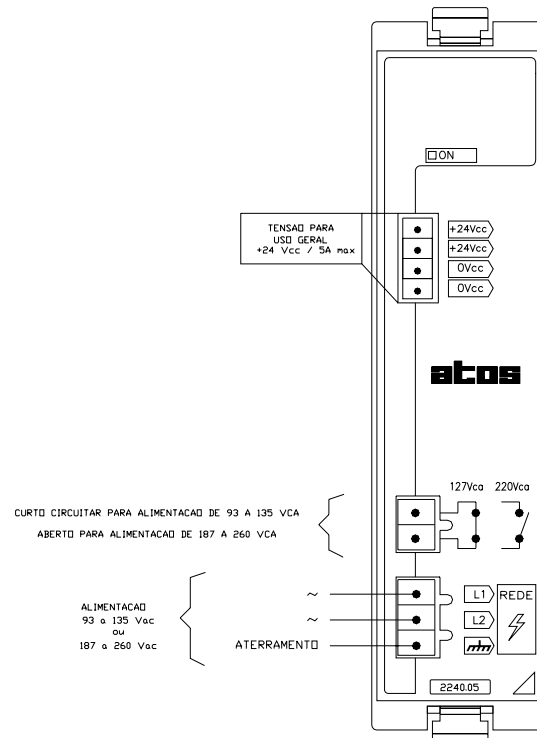 ON
TENSAO PARA
USO GERAL
+24 Vcc / 5A max
+24Vcc
+24Vcc
0Vcc
0Vcc
atos
127Vca 220Vca
CURTO CIRCUITAR PARA ALIMENTACAO DE 93 A 135 VCA
ABERTO PARA ALIMENTACAO DE 187 A 260 VCA
ALIMENTACAO
93 a 135 Vac
ou
187 a 260 Vac
~
~
ATERRAMENTO
L1
L2
REDE
2240.05